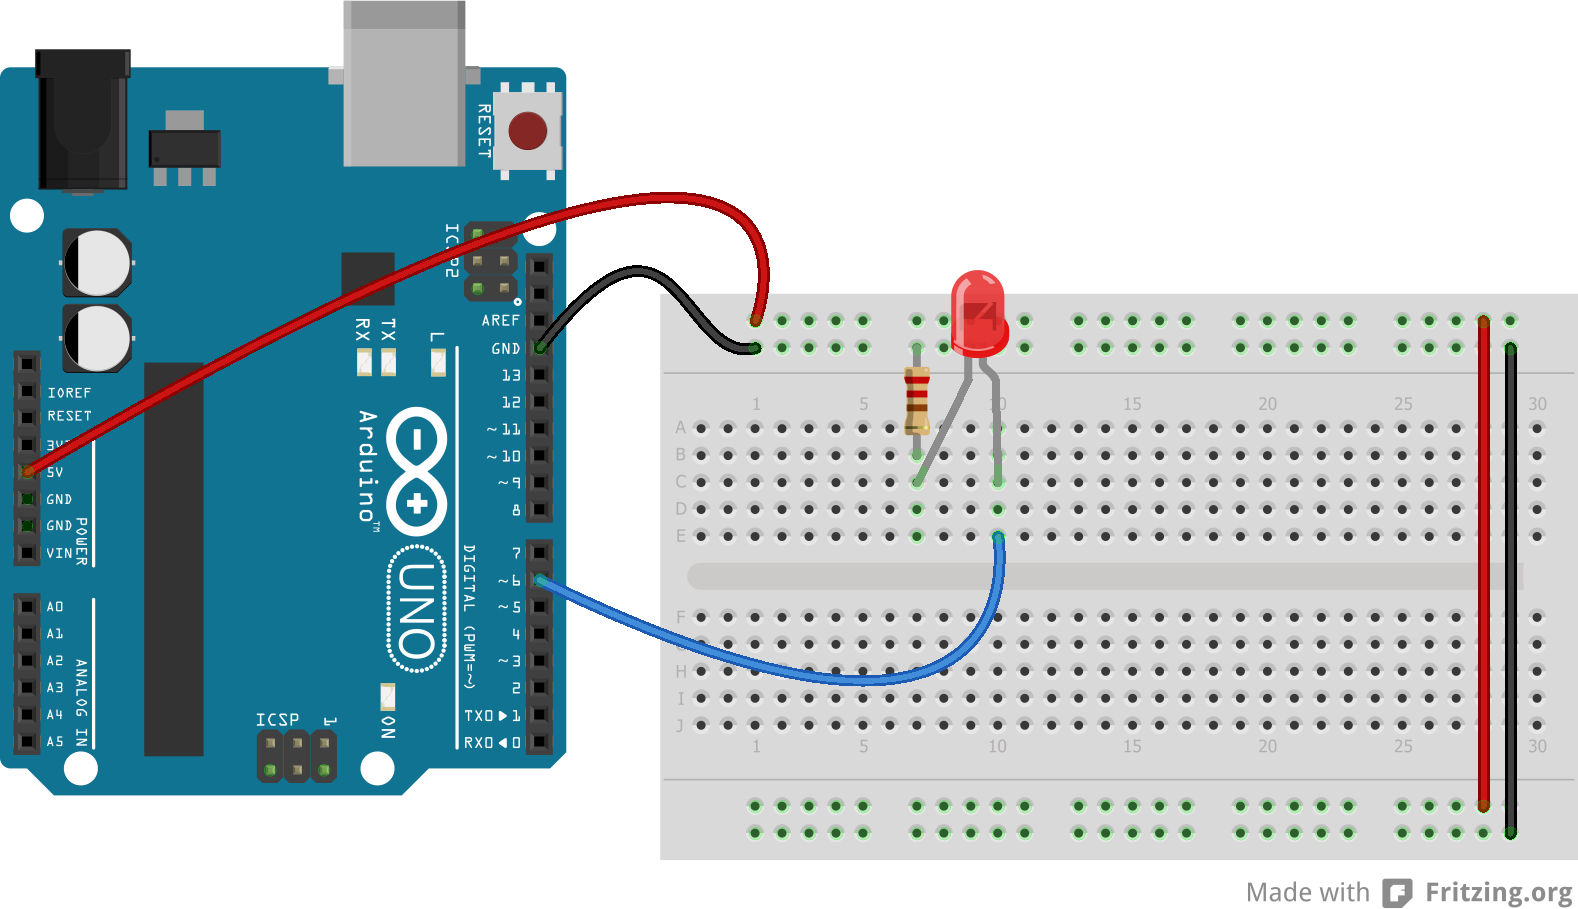 RESET
ICSP2
AREF
GND
13
12
~11
~10
~9
8
7
~6
~5
4
~3
2
TX0▶1
RX0◀0
DIGITAL (PWM=~)
RX
TX
L
Arduino™
UNO
IOREF
RESET
3V3
5V
GND
GND
VIN
POWER
A0
A1
A2
A3
A4
A5
ANALOG IN
ICSP
1
ON
1 5 10 15 20 25 30
A
B
C
D
E
F
H
I
J
1 5 10 15 20 25 30
Made with Fritzing.org